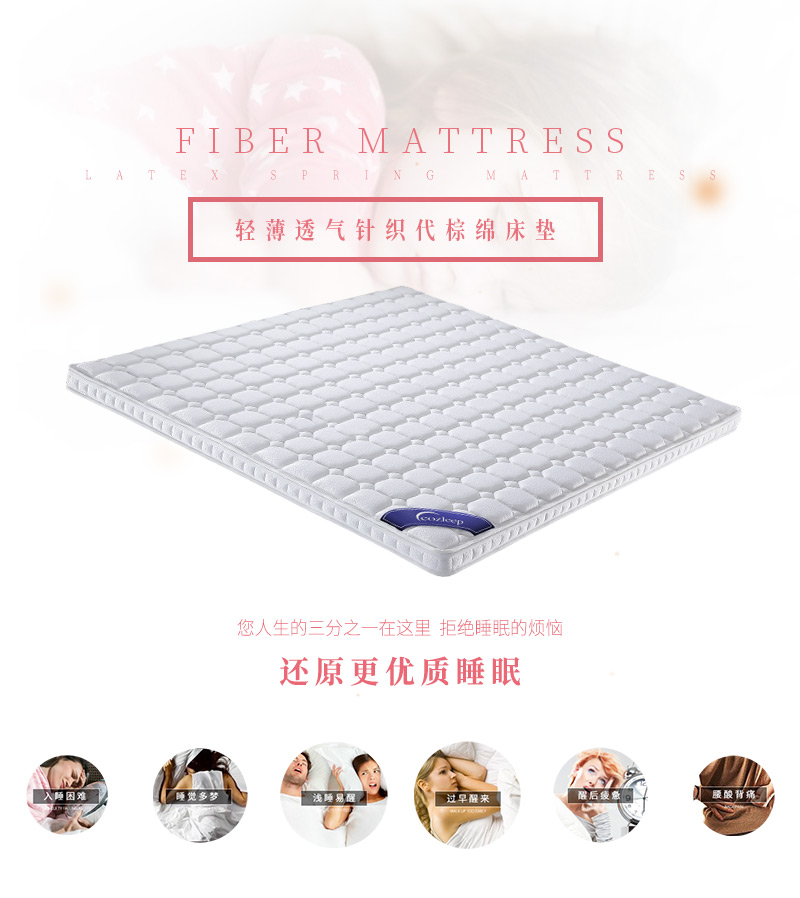 FIBER MATTRESS
LATEX SPRING MATTRESS
轻薄透气针织代棕绵床垫
cozleep
您人生的三分之一在这里 拒绝睡眠的烦恼
还原更优质睡眠
入睡困难
睡觉多梦
浅睡易醒
过早醒来
醒后疲惫
腰酸背痛